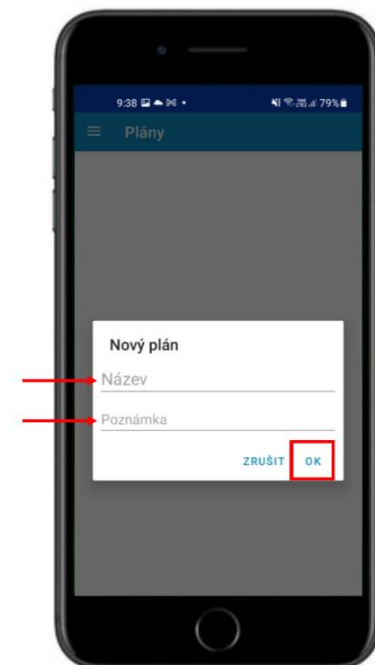 9:38 79%
Plány
Nový plán
Název
Poznámka
ZRUŠIT OK